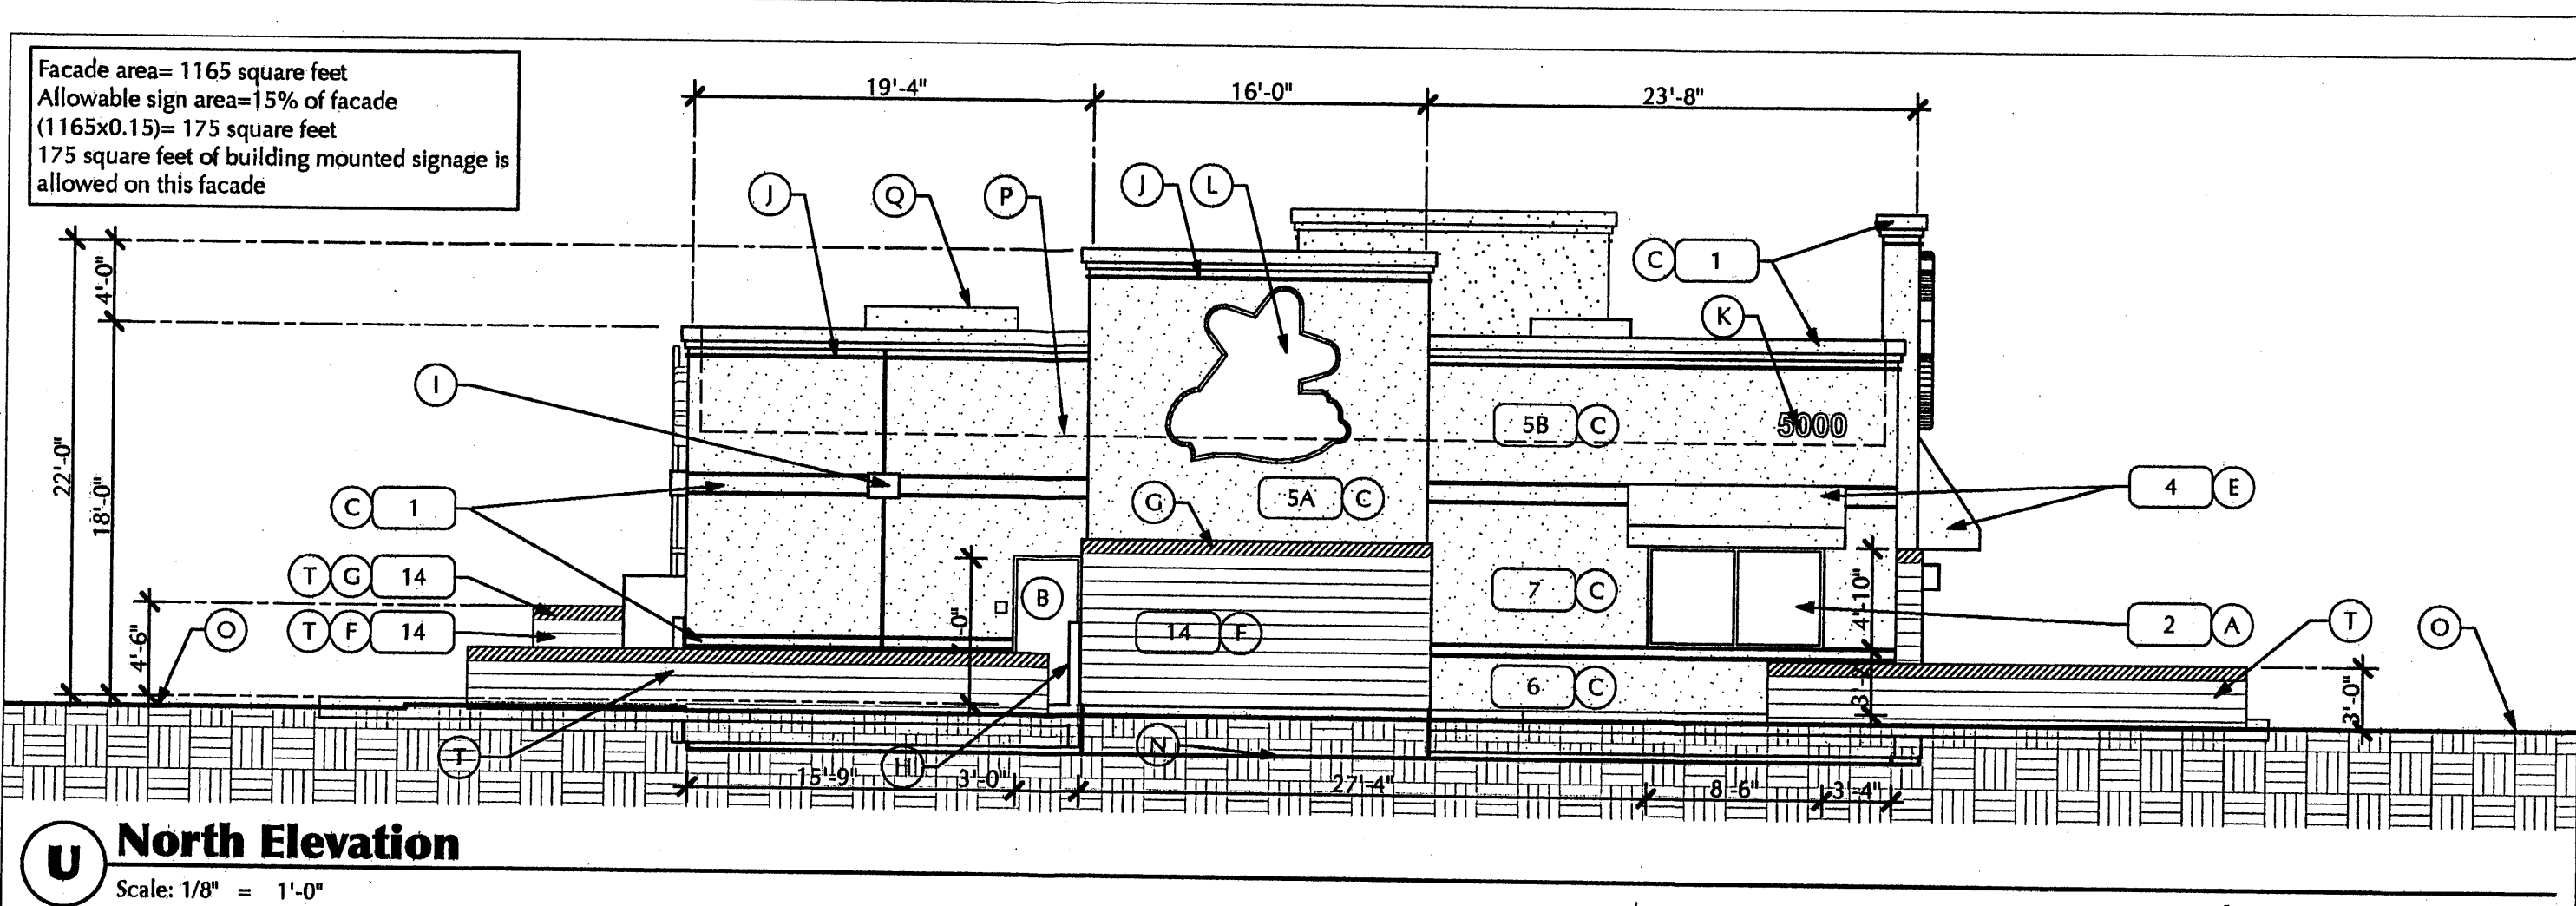 Facade area= 1165 square feet
Allowable sign area=15% of facade
(1165x0.15)= 175 square feet
175 square feet of building mounted signage is
allowed on this facade
19'-4"
16'-0"
23'-8"
J
Q
P
J
L
C 1
K
4'-0"
I
22'-0"
18'-0"
5B C
5000
C 1
G
5A C
4 E
T G 14
B
7 C
4'-10"
T F 14
4'-6"
O
14 F
2 A
T
O
6 C
3'-0"
T
H
N
15'-9"
3'-0"
27'-4"
8'-6"
3'-4"
U
North Elevation
Scale: 1/8" = 1'-0"